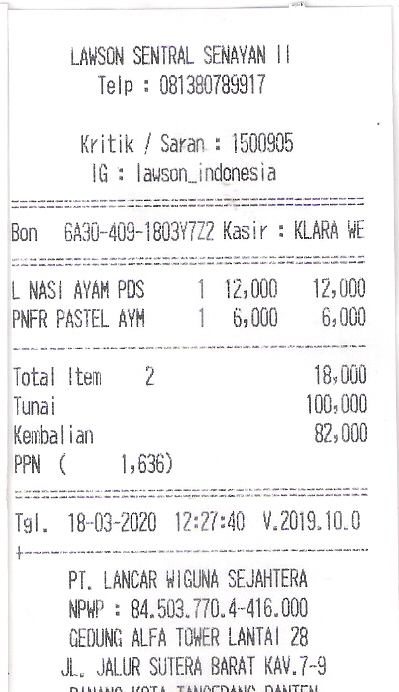 LAWSON SENTRAL SENAYAN II
Telp : 081380789917
Kritik / Saran : 1500905
IG : lawson_indonesia
Bon 6A30-409-1803Y7Z2 Kasir : KLARA WE
L NASI AYAM PDS 1 12,000 12,000
PNFR PASTEL AYM 1 6,000 6,000
Total Item 2 18,000
Tunai 100,000
Kembalian 82,000
PPN ( 1,636)
Tgl. 18-03-2020 12:27:40 V.2019.10.0
PT. LANCAR WIGUNA SEJAHTERA
NPWP : 84.503.770.4-416.000
GEDUNG ALFA TOWER LANTAI 28
JL. JALUR SUTERA BARAT KAV.7-9
PINANG KOTA TANGERANG BANTEN